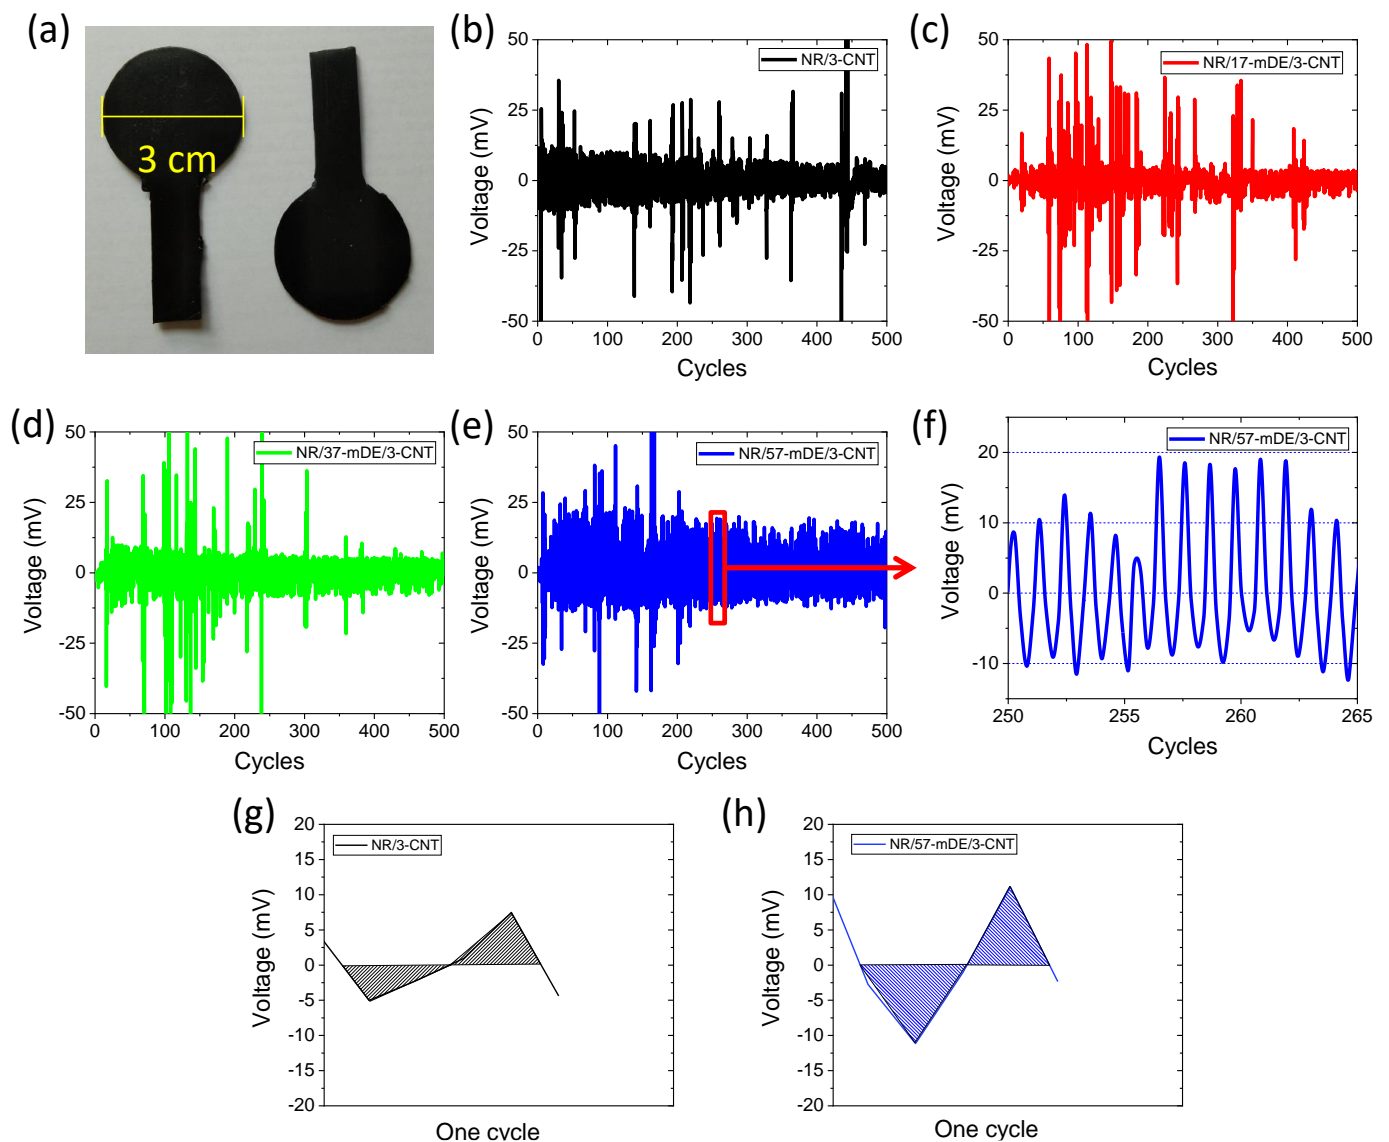 (a)
3 cm
(b)
Voltage (mV)
50
25
0
-25
-50
NR/3-CNT
0 100 200 300 400 500
Cycles
(c)
Voltage (mV)
50
25
0
-25
-50
NR/17-mDE/3-CNT
0 100 200 300 400 500
Cycles
(d)
Voltage (mV)
50
25
0
-25
-50
NR/37-mDE/3-CNT
0 100 200 300 400 500
Cycles
(e)
Voltage (mV)
50
25
0
-25
-50
NR/57-mDE/3-CNT
0 100 200 300 400 500
Cycles
(f)
Voltage (mV)
20
10
0
-10
NR/57-mDE/3-CNT
250 255 260 265
Cycles
(g)
Voltage (mV)
20
15
10
5
0
-5
-10
-15
-20
NR/3-CNT
One cycle
(h)
Voltage (mV)
20
15
10
5
0
-5
-10
-15
-20
NR/57-mDE/3-CNT
One cycle